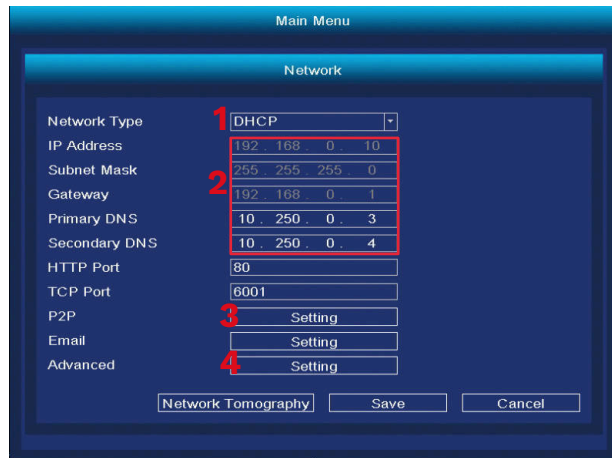 Main Menu
Network
Network Type 1 DHCP
IP Address 192 . 168 . 0 . 10
Subnet Mask 255 . 255 . 255 . 0
2
Gateway 192 . 168 . 0 . 1
Primary DNS 10 . 250 . 0 . 3
Secondary DNS 10 . 250 . 0 . 4
HTTP Port 80
TCP Port 6001
P2P 3 Setting
Email Setting
Advanced 4 Setting
Network Tomography Save Cancel